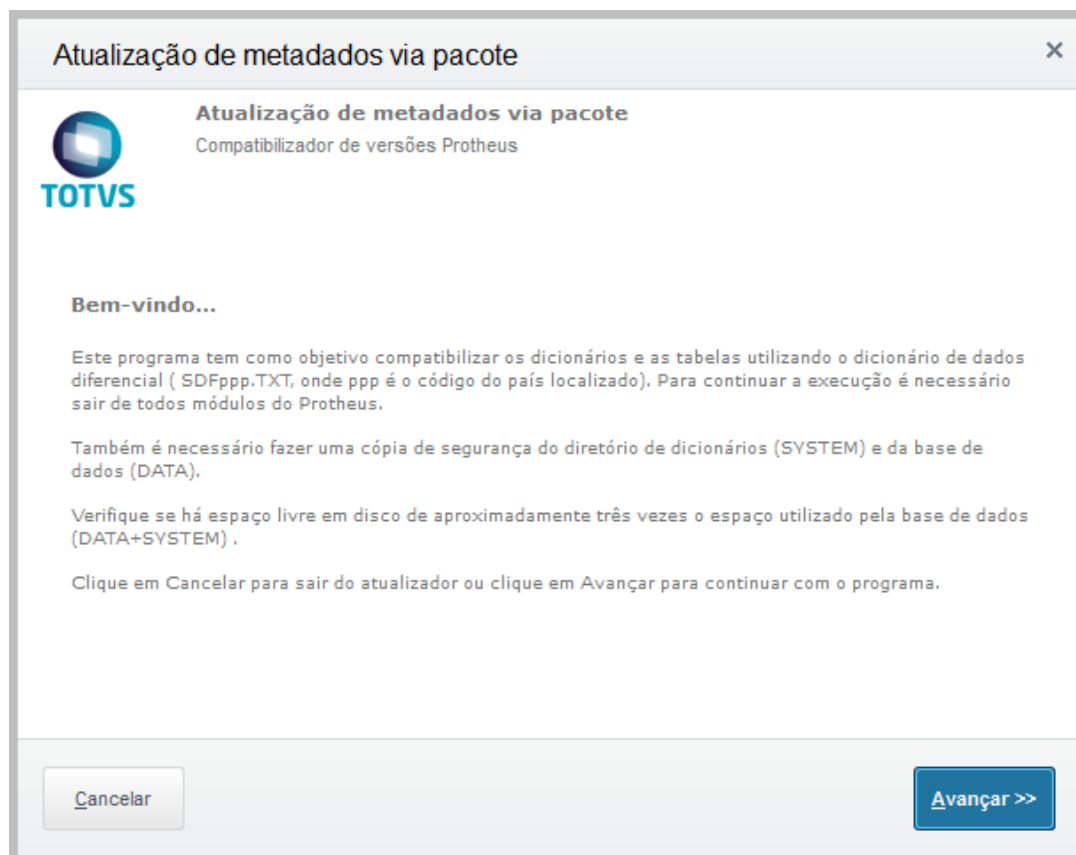 Atualização de metadados via pacote
×
Atualização de metadados via pacote
Compatibilizador de versões Protheus
TOTVS
Bem-vindo...
Este programa tem como objetivo compatibilizar os dicionários e as tabelas utilizando o dicionário de dados
diferencial ( SDFppp.TXT, onde ppp é o código do país localizado). Para continuar a execução é necessário
sair de todos módulos do Protheus.
Também é necessário fazer uma cópia de segurança do diretório de dicionários (SYSTEM) e da base de
dados (DATA).
Verifique se há espaço livre em disco de aproximadamente três vezes o espaço utilizado pela base de dados
(DATA+SYSTEM) .
Clique em Cancelar para sair do atualizador ou clique em Avançar para continuar com o programa.
Cancelar
Avançar >>